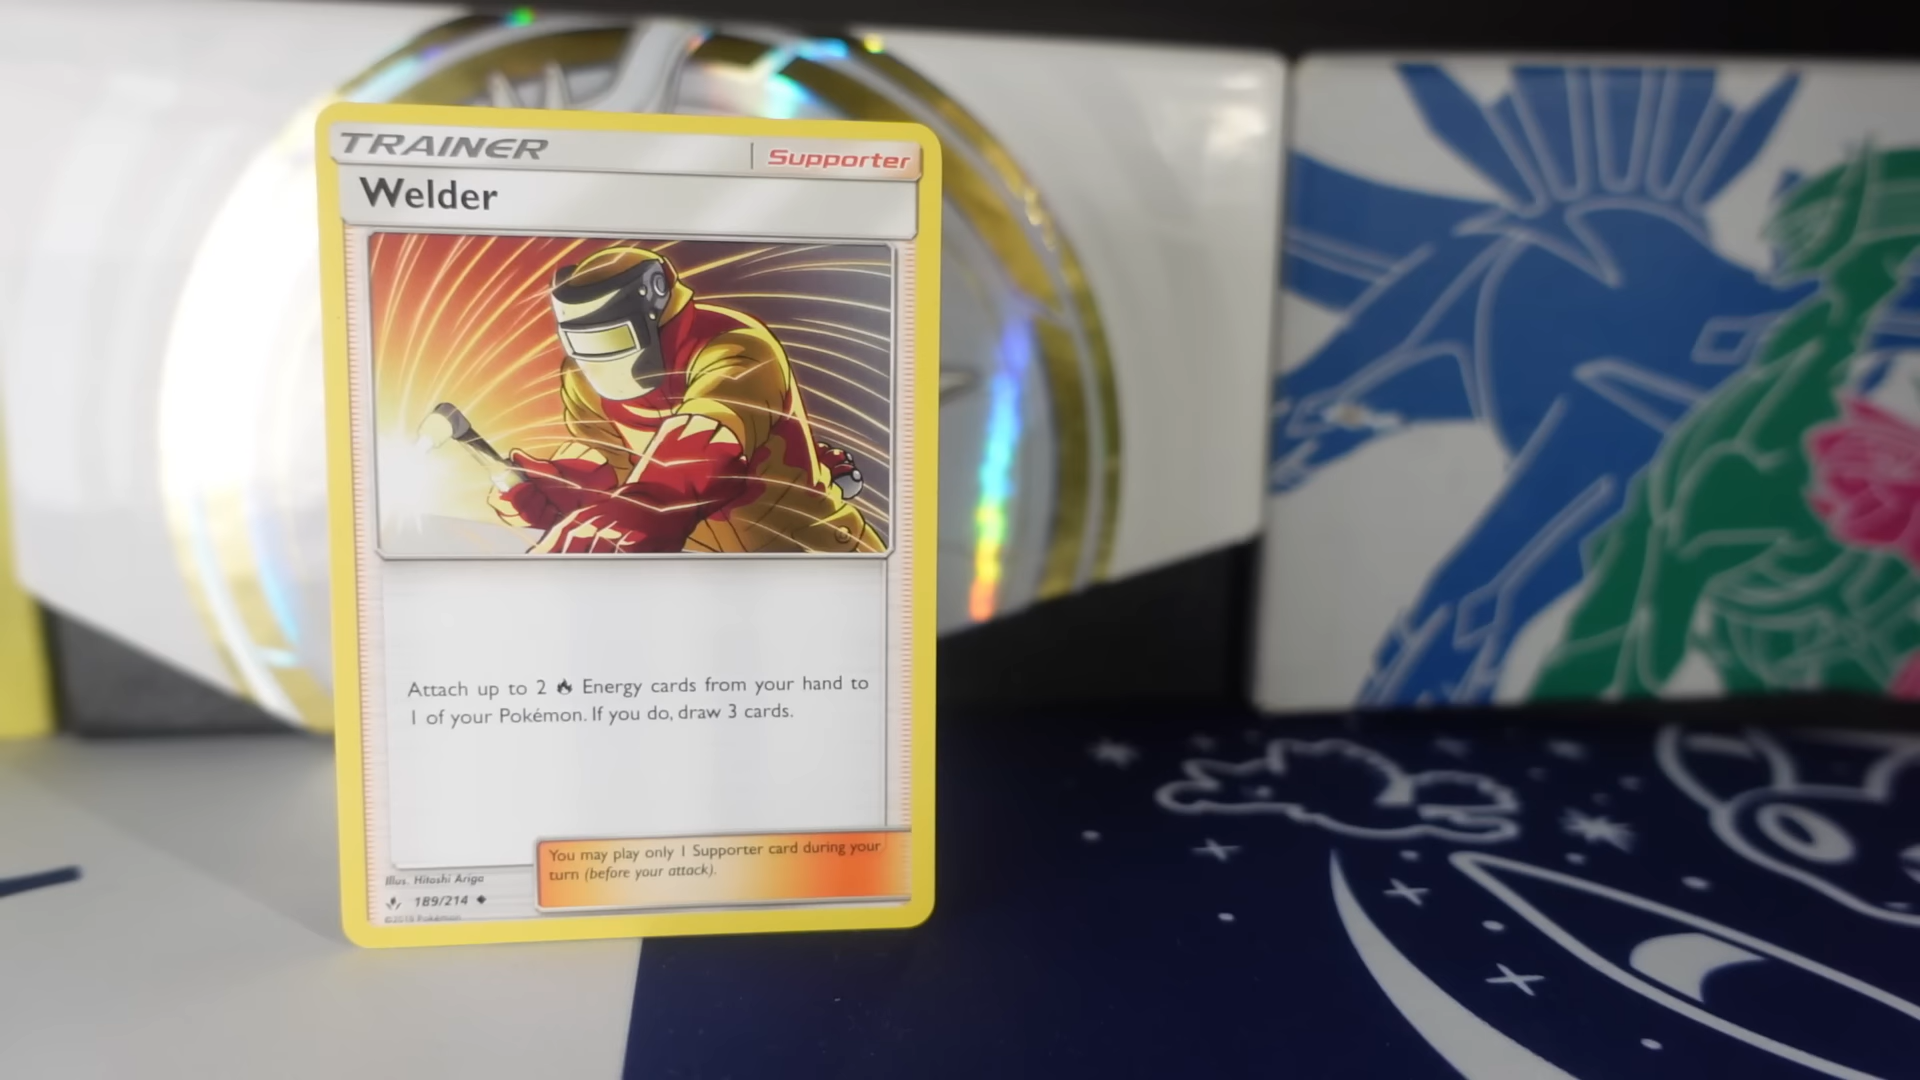 TRAINER
Supporter
Welder
Attach up to 2 Energy cards from your hand to
1 of your Pokémon. If you do, draw 3 cards.
You may play only 1 Supporter card during your
turn (before your attack).
Illus. Hitoshi Ariga
189/214
©2019 Pokémon